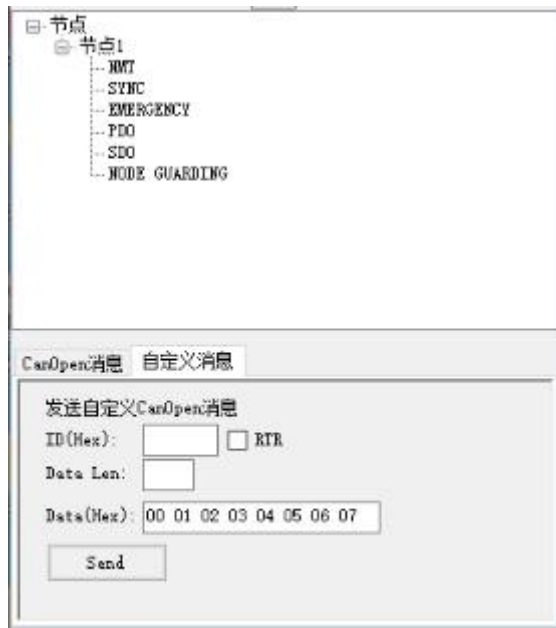 节点
节点1
NMT
SYNC
EMERGENCY
PDO
SDO
NODE GUARDING
CanOpen消息 自定义消息
发送自定义CanOpen消息
ID(Hex): RTR
Data Len:
Data(Hex): 00 01 02 03 04 05 06 07
Send